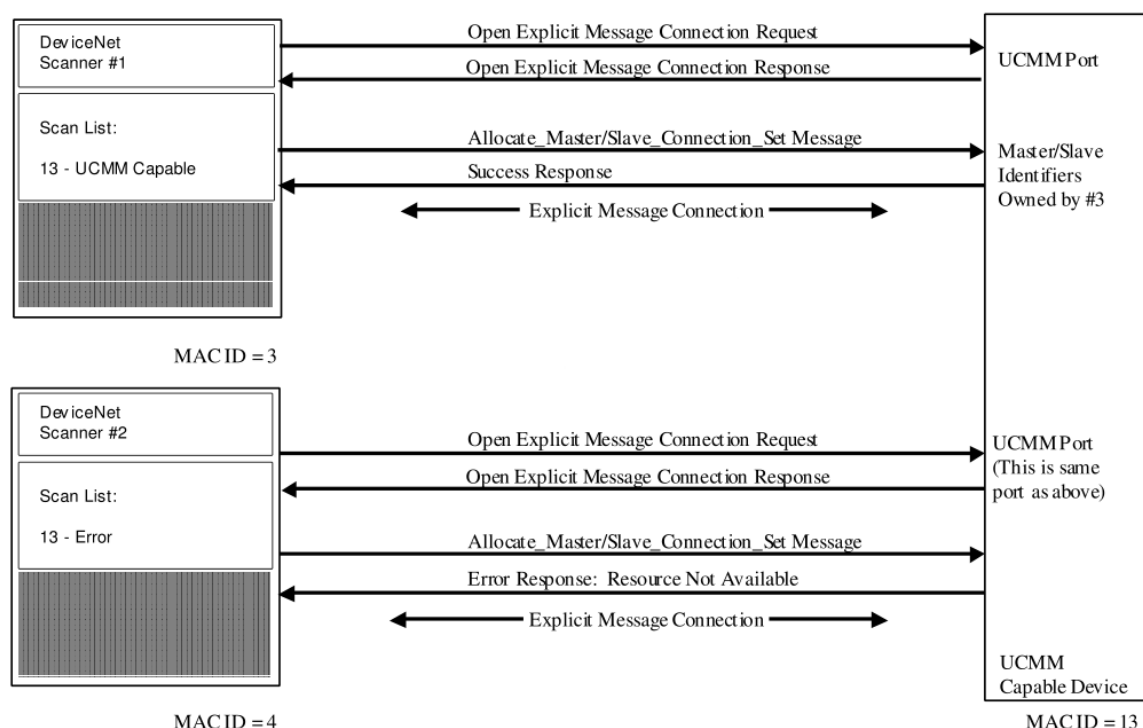 DeviceNet
Scanner #1
Scan List:
13 - UCMM Capable
MAC ID = 3
Open Explicit Message Connection Request
Open Explicit Message Connection Response
Allocate_Master/Slave_Connection_Set Message
Success Response
Explicit Message Connection
UCMM Port
Master/Slave
Identifiers
Owned by #3
DeviceNet
Scanner #2
Scan List:
13 - Error
MAC ID = 4
Open Explicit Message Connection Request
Open Explicit Message Connection Response
Allocate_Master/Slave_Connection_Set Message
Error Response: Resource Not Available
Explicit Message Connection
UCMM Port
(This is same
port as above)
UCMM
Capable Device
MAC ID = 13